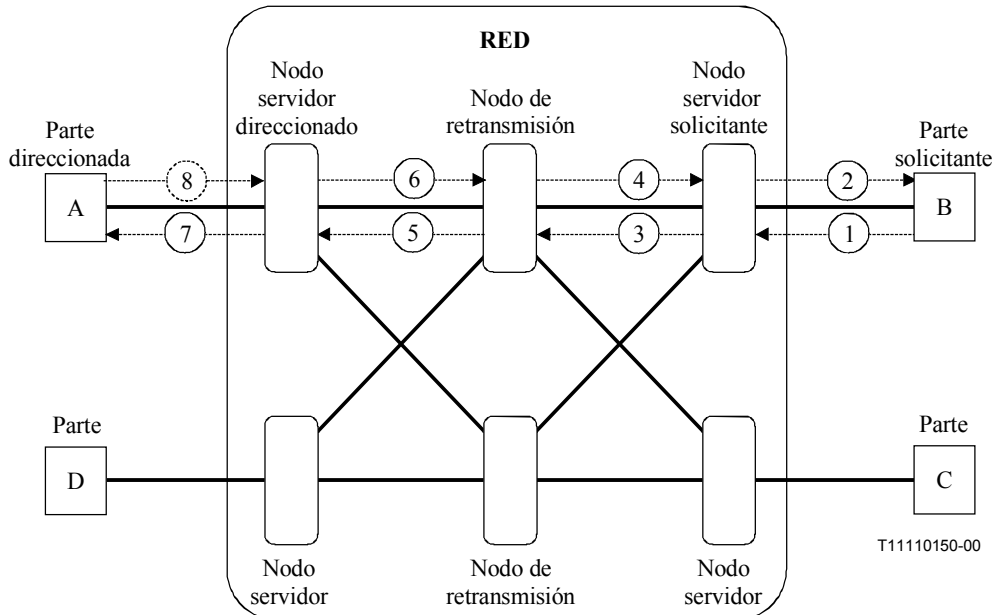 RED
Nodo
servidor
direccionado
Nodo de
retransmisión
Nodo
servidor
solicitante
Parte
direccionada
Parte
solicitante
8
6
4
2
A
B
7
5
3
1
Parte
Parte
D
C
T11110150-00
Nodo
servidor
Nodo de
retransmisión
Nodo
servidor